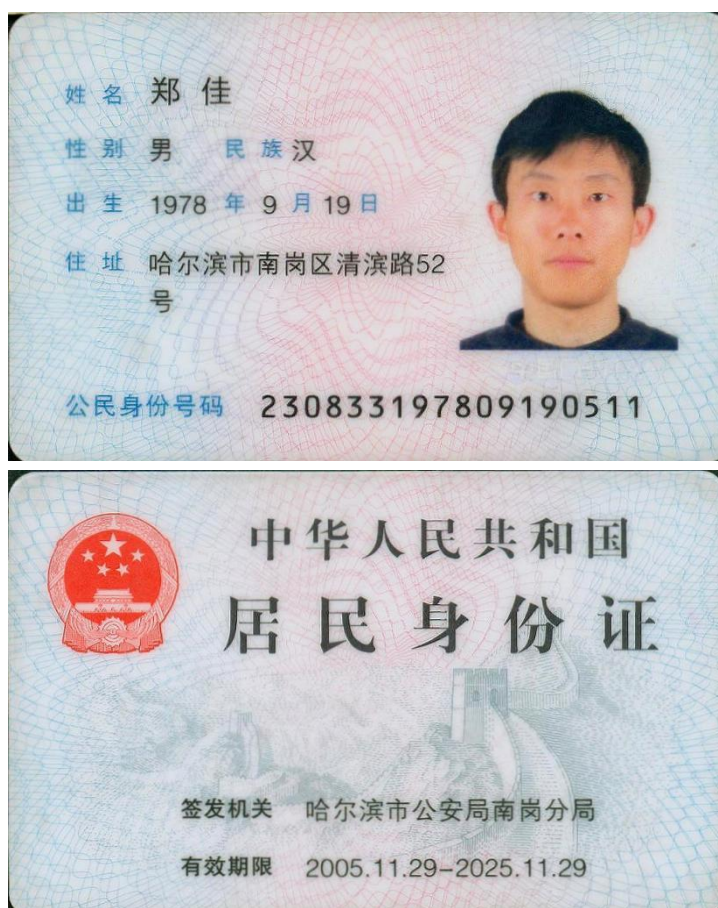 姓名 郑佳
性别 男 民族 汉
出生 1978 年 9 月 19 日
住址 哈尔滨市南岗区清滨路52
号
公民身份号码 230833197809190511
中华人民共和国
居民身份证
签发机关 哈尔滨市公安局南岗分局
有效期限 2005.11.29-2025.11.29